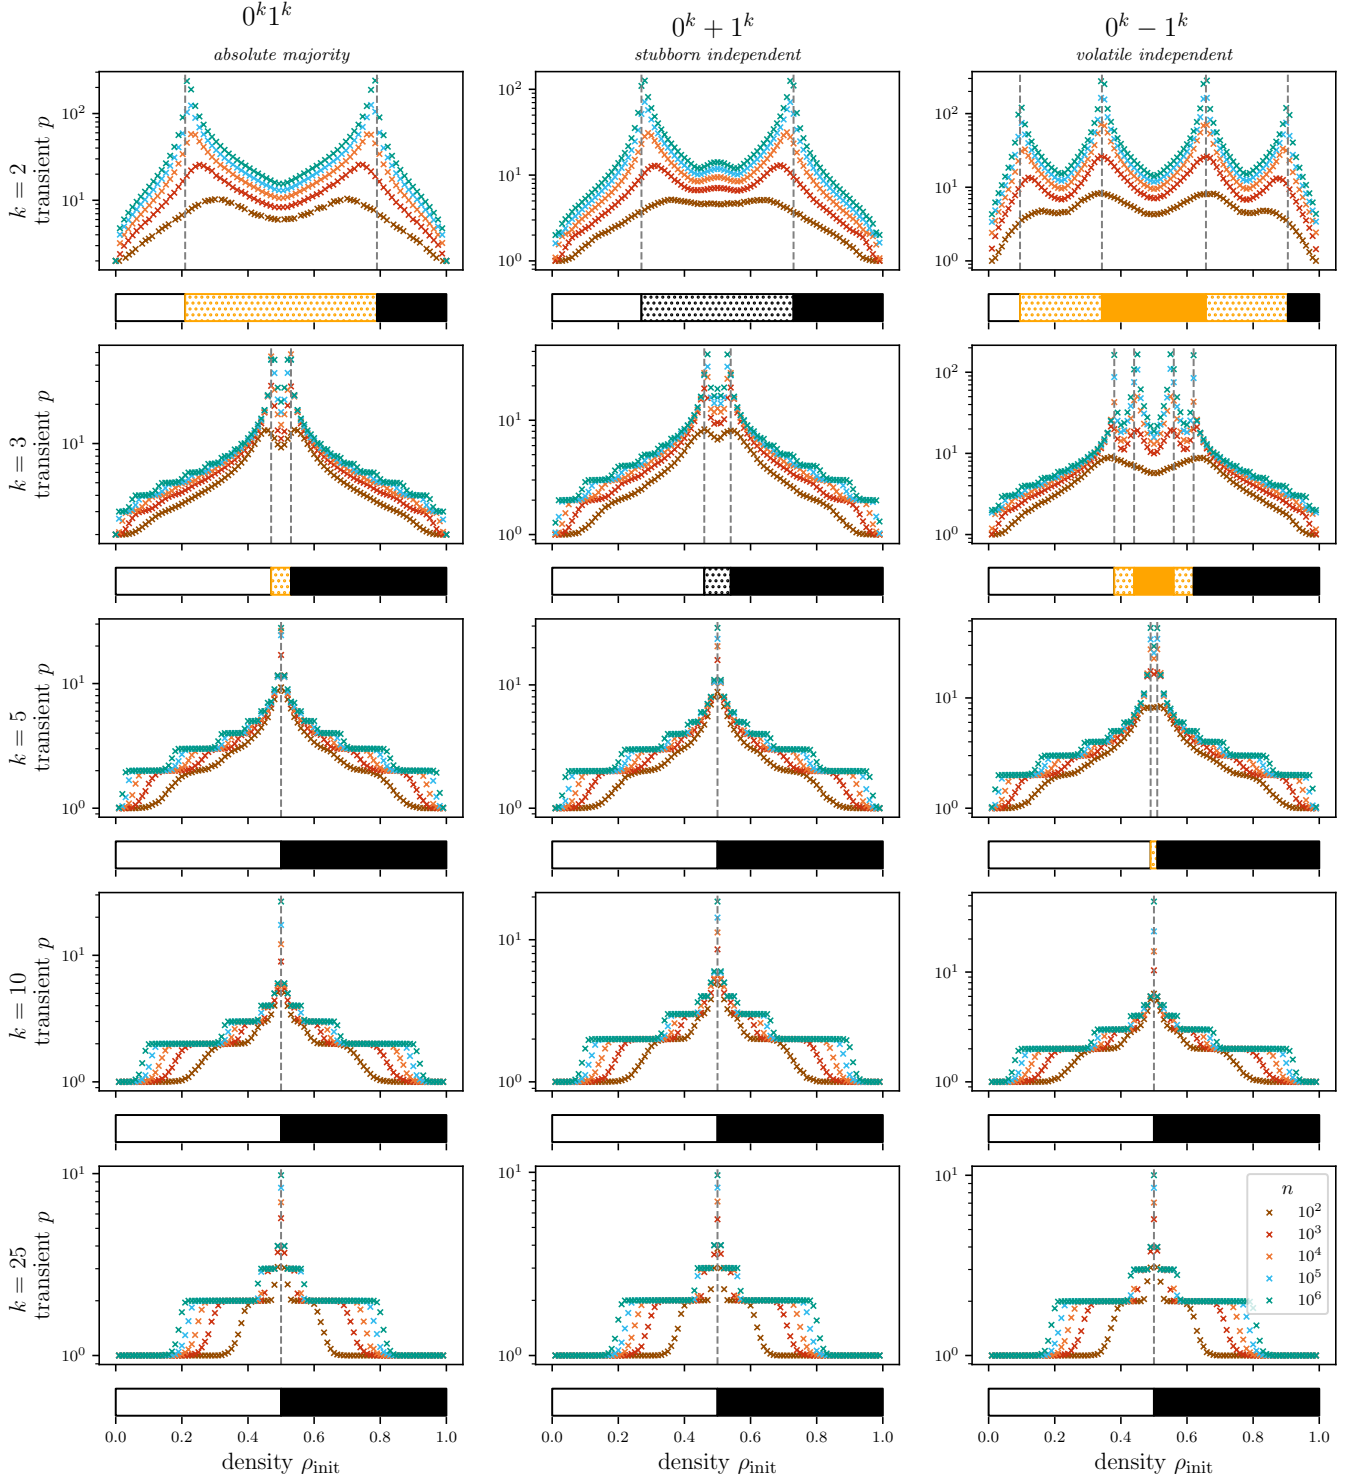 0^k1^k
absolute majority
0^k + 1^k
stubborn independent
0^k − 1^k
volatile independent
k = 2
transient p
10^2
10^1
10^2
10^1
10^0
10^2
10^1
10^0
k = 3
transient p
10^1
10^1
10^0
10^2
10^1
10^0
k = 5
transient p
10^1
10^0
10^1
10^0
10^1
10^0
k = 10
transient p
10^1
10^0
10^1
10^0
10^1
10^0
k = 25
transient p
10^1
10^0
10^1
10^0
10^1
10^0
n
10^2
10^3
10^4
10^5
10^6
0.0 0.2 0.4 0.6 0.8 1.0
density ρ_init
0.0 0.2 0.4 0.6 0.8 1.0
density ρ_init
0.0 0.2 0.4 0.6 0.8 1.0
density ρ_init